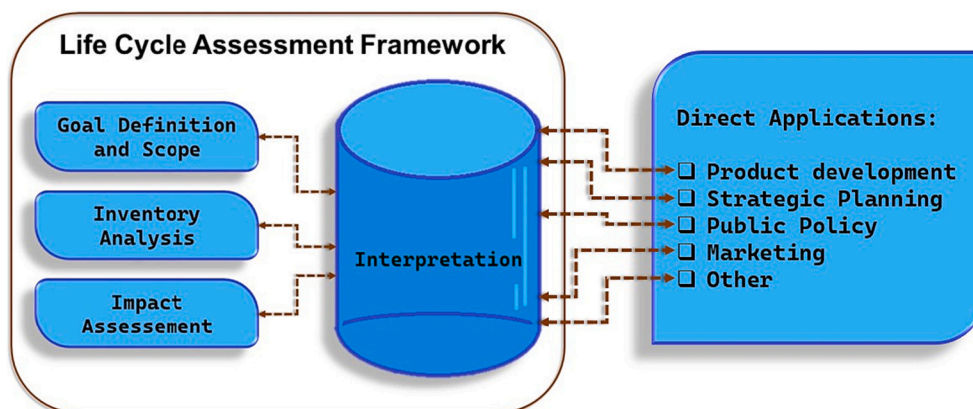 Life Cycle Assessment Framework
Goal Definition
and Scope
Inventory
Analysis
Impact
Assessement
Interpretation
Direct Applications:
❑ Product development
❑ Strategic Planning
❑ Public Policy
❑ Marketing
❑ Other